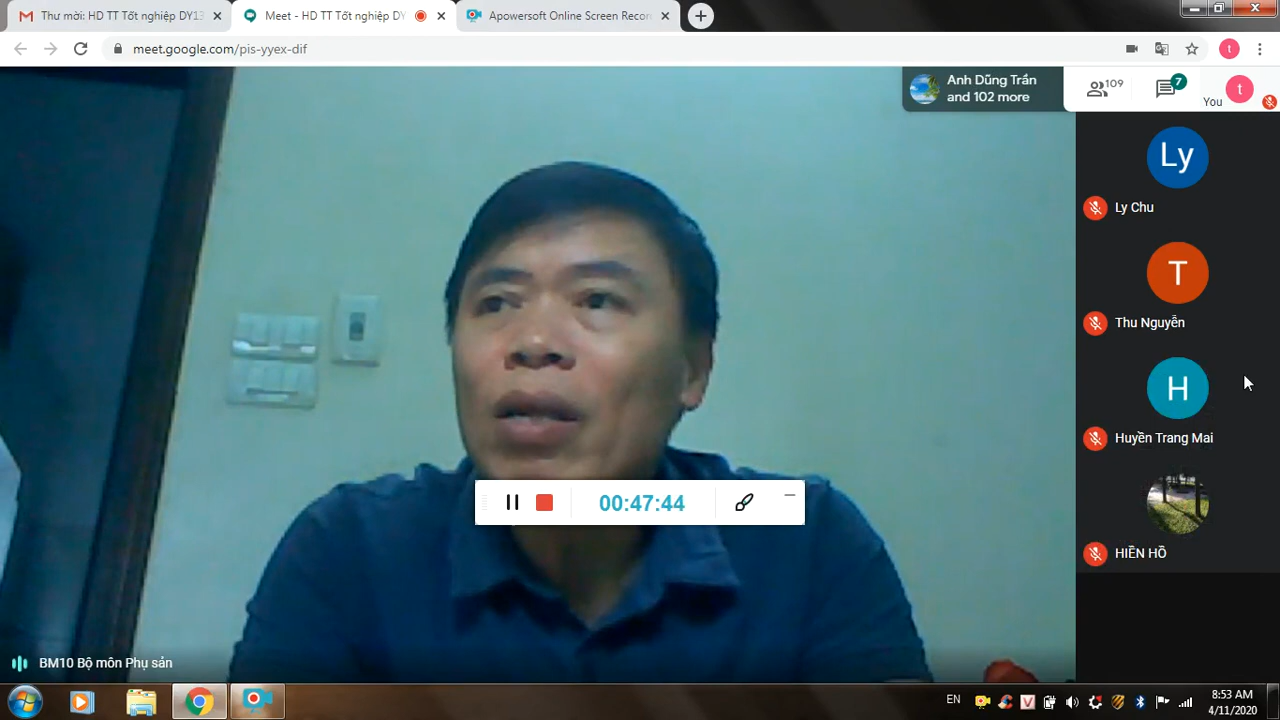 Thư mời: HD TT Tốt nghiệp DY13
Meet - HD TT Tốt nghiệp DY
Apowersoft Online Screen Recor
meet.google.com/pis-yyex-dif
t
Anh Dũng Trần
and 102 more
109
7
You
t
Ly
Ly Chu
T
Thu Nguyễn
H
Huyền Trang Mai
HIỀN HỒ
00:47:44
BM10 Bộ môn Phụ sản
EN
8:53 AM
4/11/2020